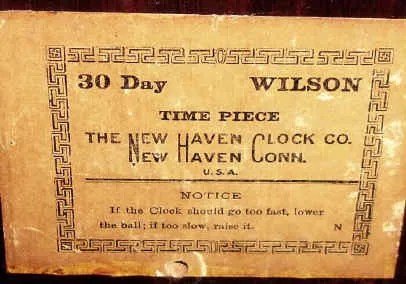 30 Day WILSON
TIME PIECE
THE NEW HAVEN CLOCK CO.
NEW HAVEN CONN.
U.S.A.
NOTICE
If the Clock should go too fast, lower
the ball; if too slow, raise it. N